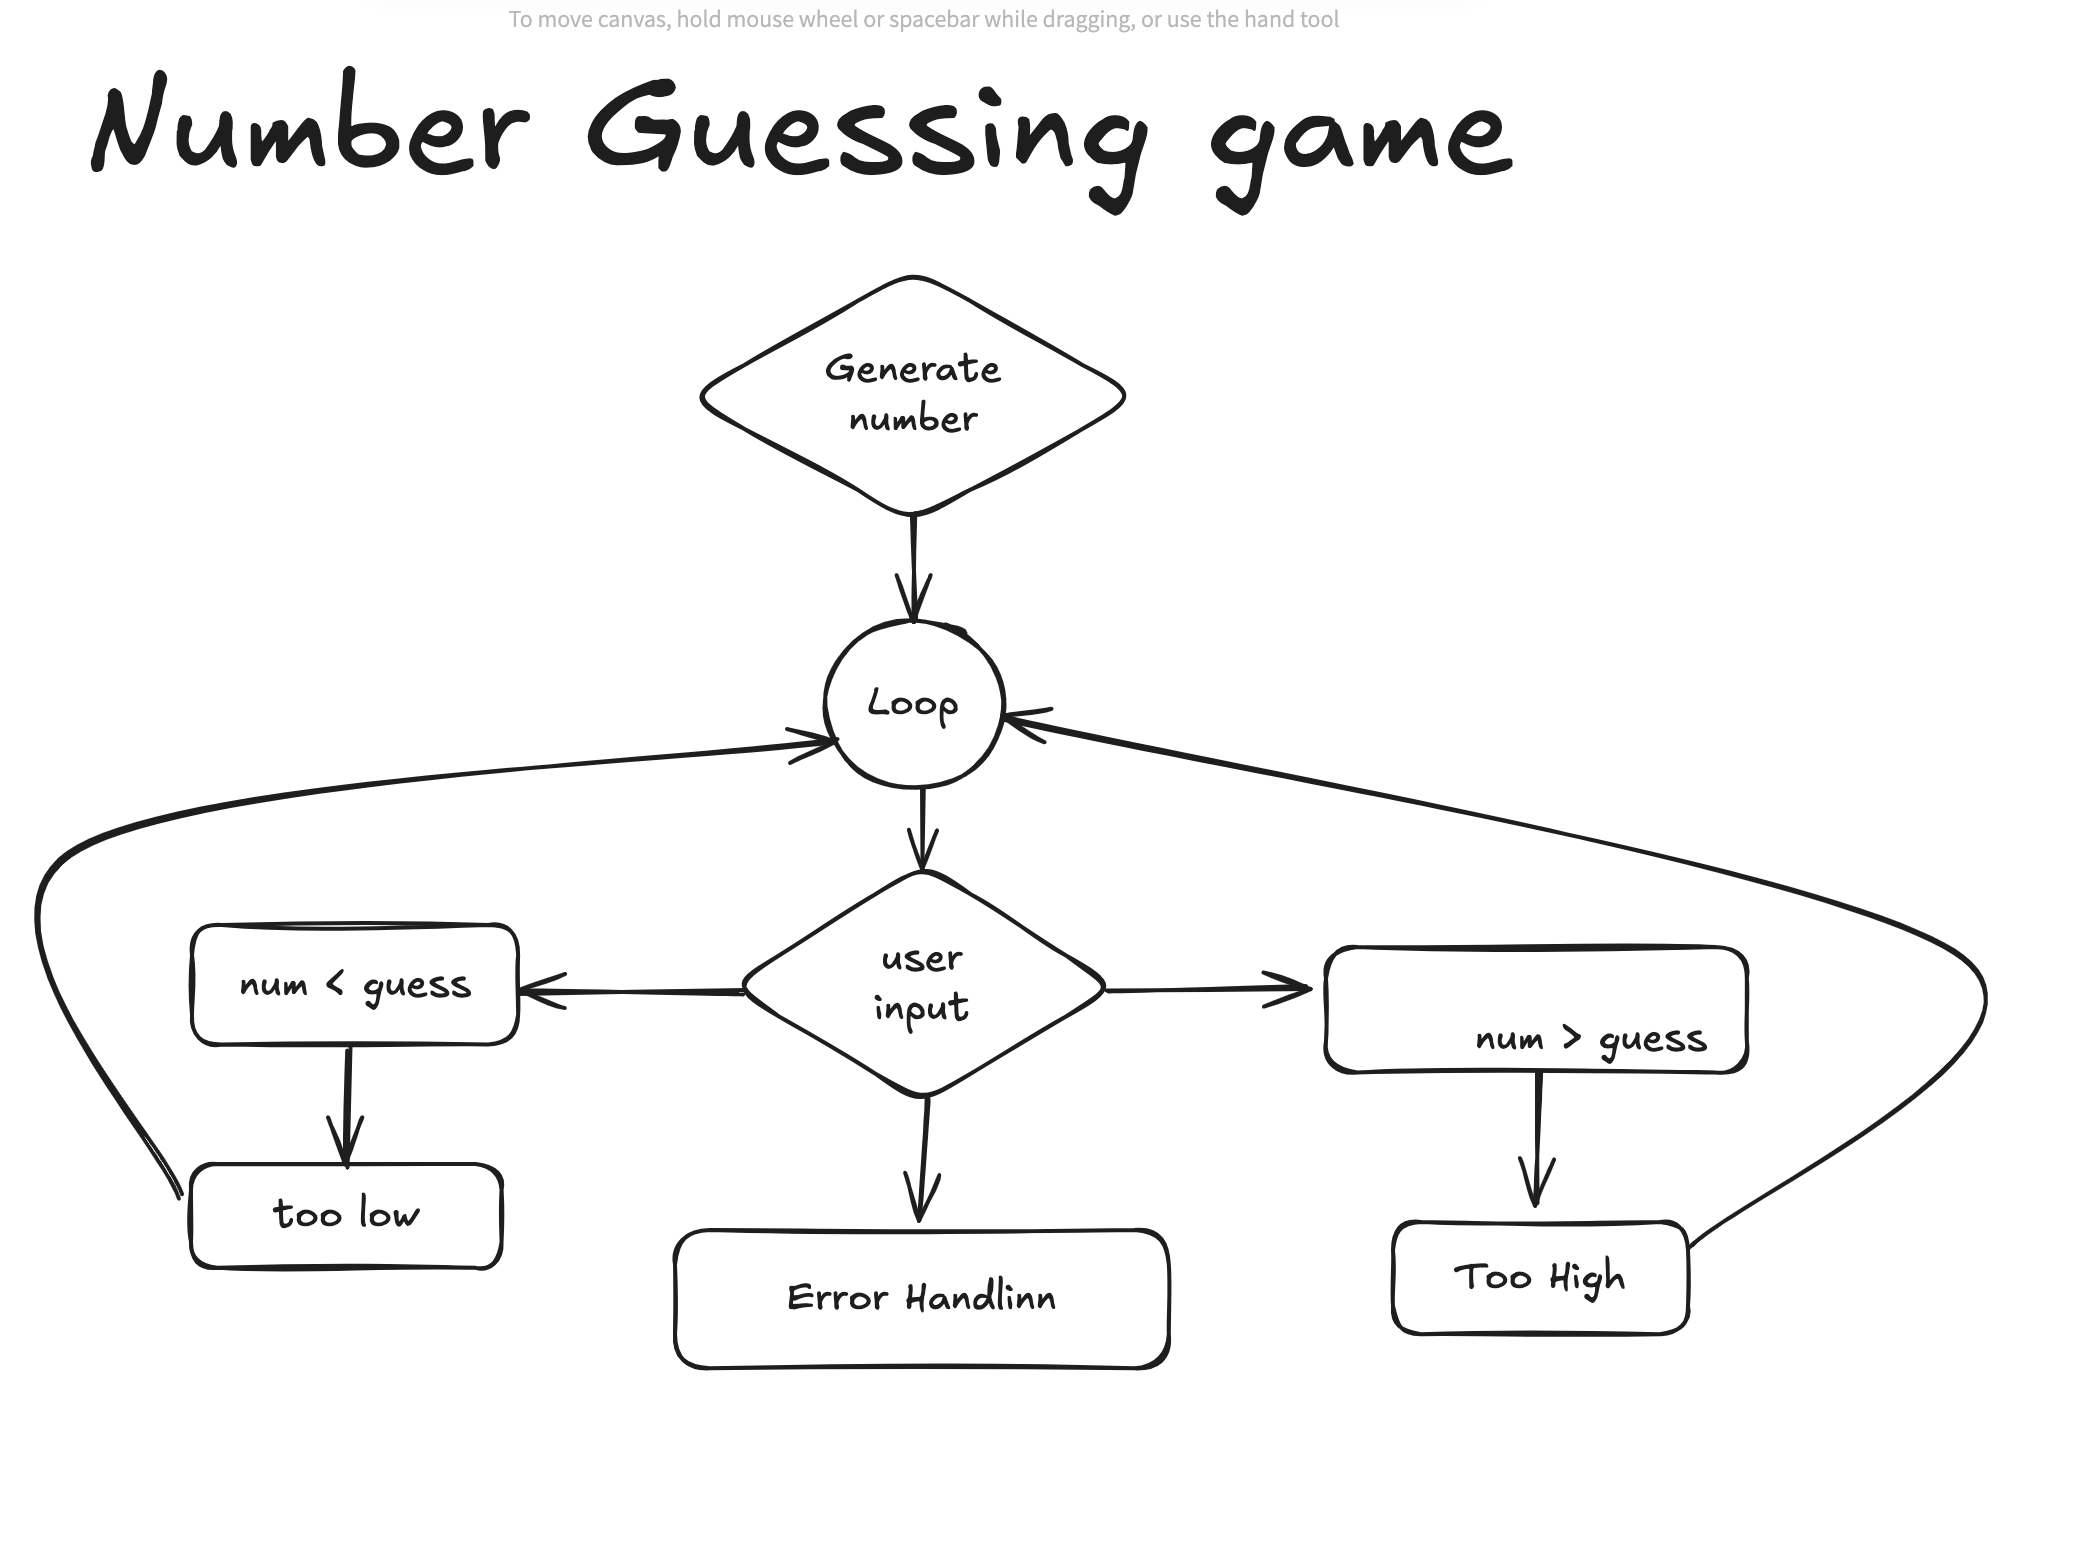 To move canvas, hold mouse wheel or spacebar while dragging, or use the hand tool
Number Guessing game
Generate
number
Loop
num < guess
user
input
num > guess
too low
Error Handlinn
Too High